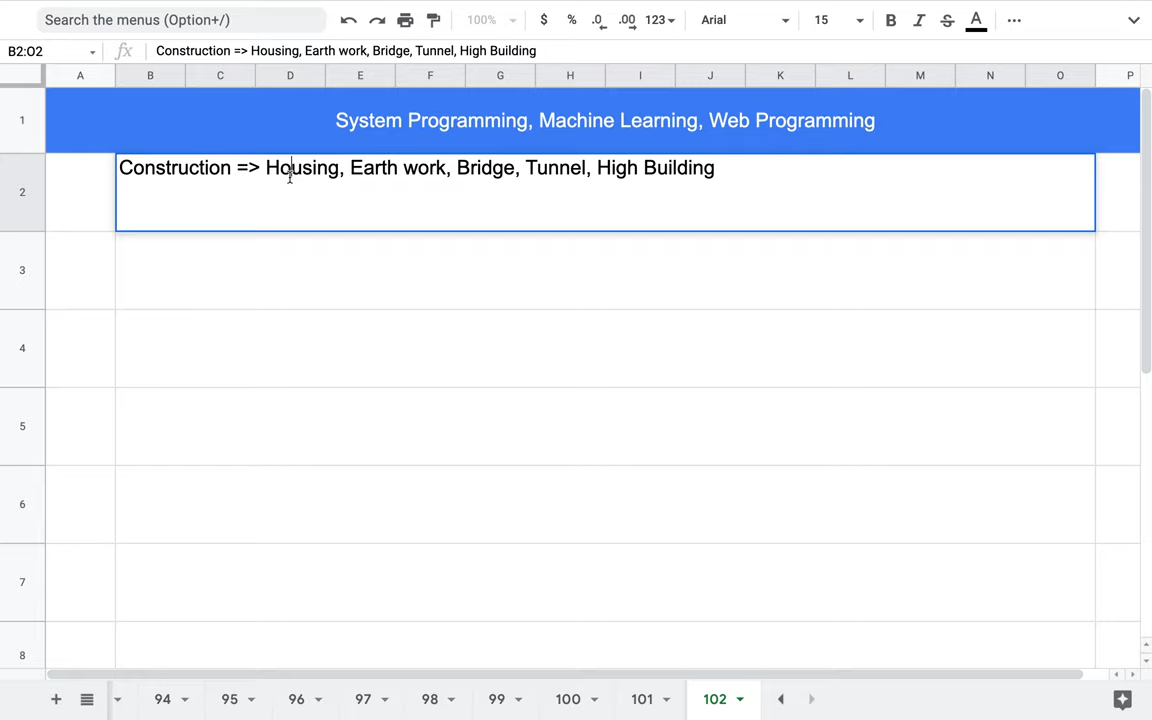 Search the menus (Option+/) 100% $ % .0 .00 123 Arial 15 B I S A
B2:O2 fx Construction => Housing, Earth work, Bridge, Tunnel, High Building
A B C D E F G H I J K L M N O P
1 System Programming, Machine Learning, Web Programming
2 Construction => Housing, Earth work, Bridge, Tunnel, High Building
3
4
5
6
7
8
+ 94 95 96 97 98 99 100 101 102